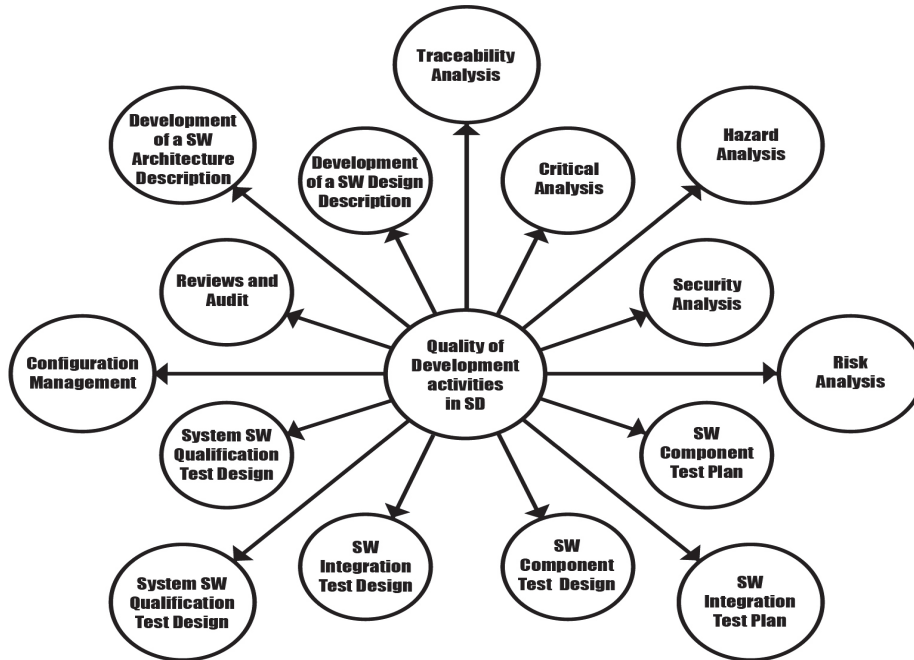 Traceability
Analysis
Development
of a SW
Architecture
Description
Hazard
Analysis
Development
of a SW Design
Description
Critical
Analysis
Reviews and
Audit
Security
Analysis
Configuration
Management
Quality of
Development
activities
in SD
Risk
Analysis
System SW
Qualification
Test Design
SW
Component
Test Plan
SW
Integration
Test Design
SW
Component
Test Design
System SW
Qualification
Test Design
SW
Integration
Test Plan